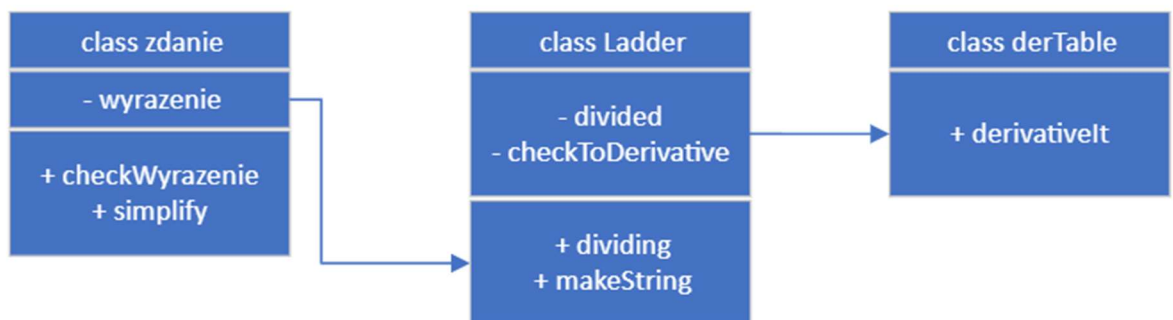 class zdanie
- wyrazenie
+ checkWyrazenie
+ simplify
class Ladder
- divided
- checkToDerivative
+ dividing
+ makeString
class derTable
+ derivativeIt